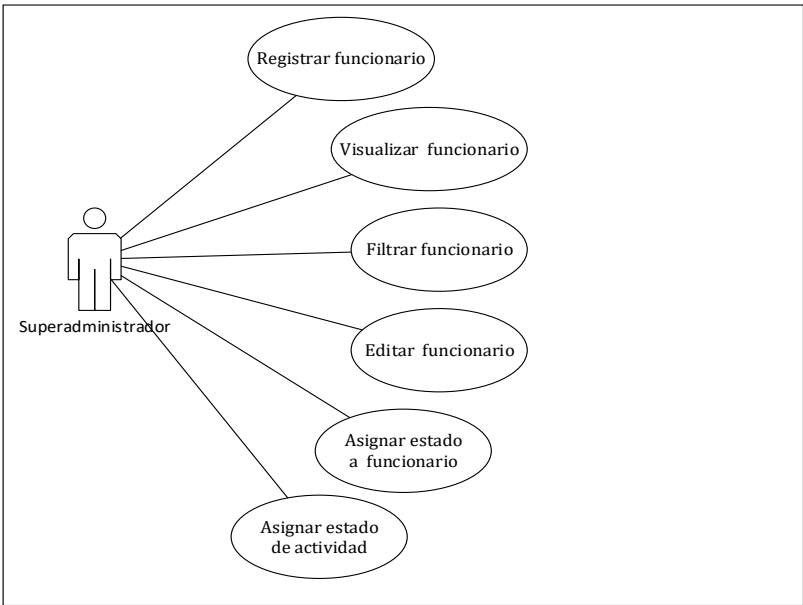 Registrar funcionario
Visualizar funcionario
Filtrar funcionario
Superadministrador
Editar funcionario
Asignar estado
a funcionario
Asignar estado
de actividad